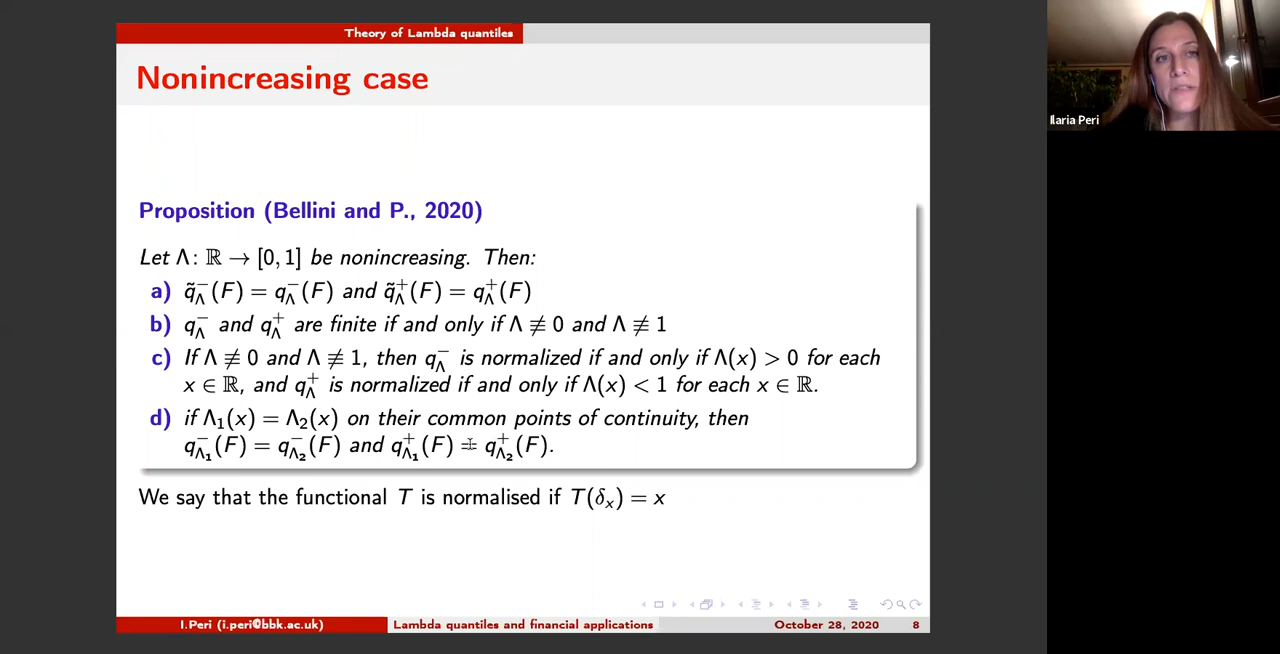 Theory of Lambda quantiles
Nonincreasing case
Ilaria Peri
Proposition (Bellini and P., 2020)
Let Λ: ℝ → [0, 1] be nonincreasing. Then:
a) q̃⁻_Λ(F) = q⁻_Λ(F) and q̃⁺_Λ(F) = q⁺_Λ(F)
b) q⁻_Λ and q⁺_Λ are finite if and only if Λ ≢ 0 and Λ ≢ 1
c) If Λ ≢ 0 and Λ ≢ 1, then q⁻_Λ is normalized if and only if Λ(x) > 0 for each
x ∈ ℝ, and q⁺_Λ is normalized if and only if Λ(x) < 1 for each x ∈ ℝ.
d) if Λ₁(x) = Λ₂(x) on their common points of continuity, then
q⁻_Λ₁(F) = q⁻_Λ₂(F) and q⁺_Λ₁(F) = q⁺_Λ₂(F).
We say that the functional T is normalised if T(δₓ) = x
I.Peri (i.peri@bbk.ac.uk) Lambda quantiles and financial applications October 28, 2020 8